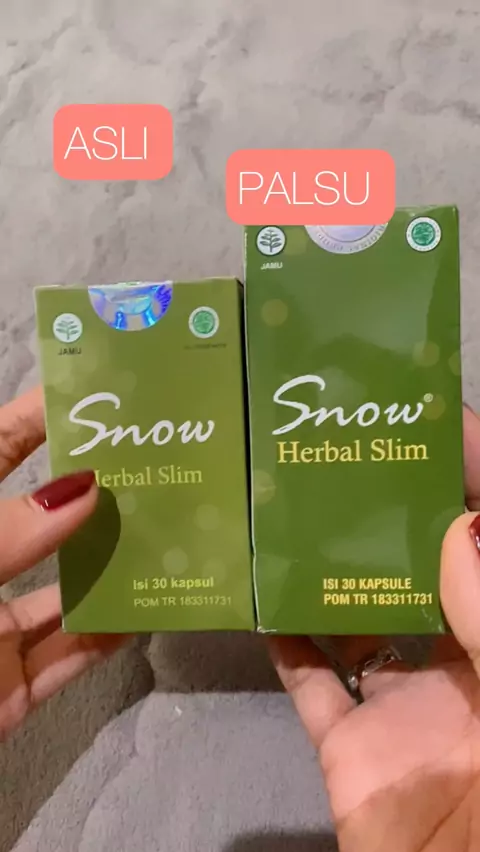 ASLI
PALSU
JAMU
Snow
Herbal Slim
Isi 30 kapsul
POM TR 183311731
JAMU
Snow®
Herbal Slim
ISI 30 KAPSULE
POM TR 183311731